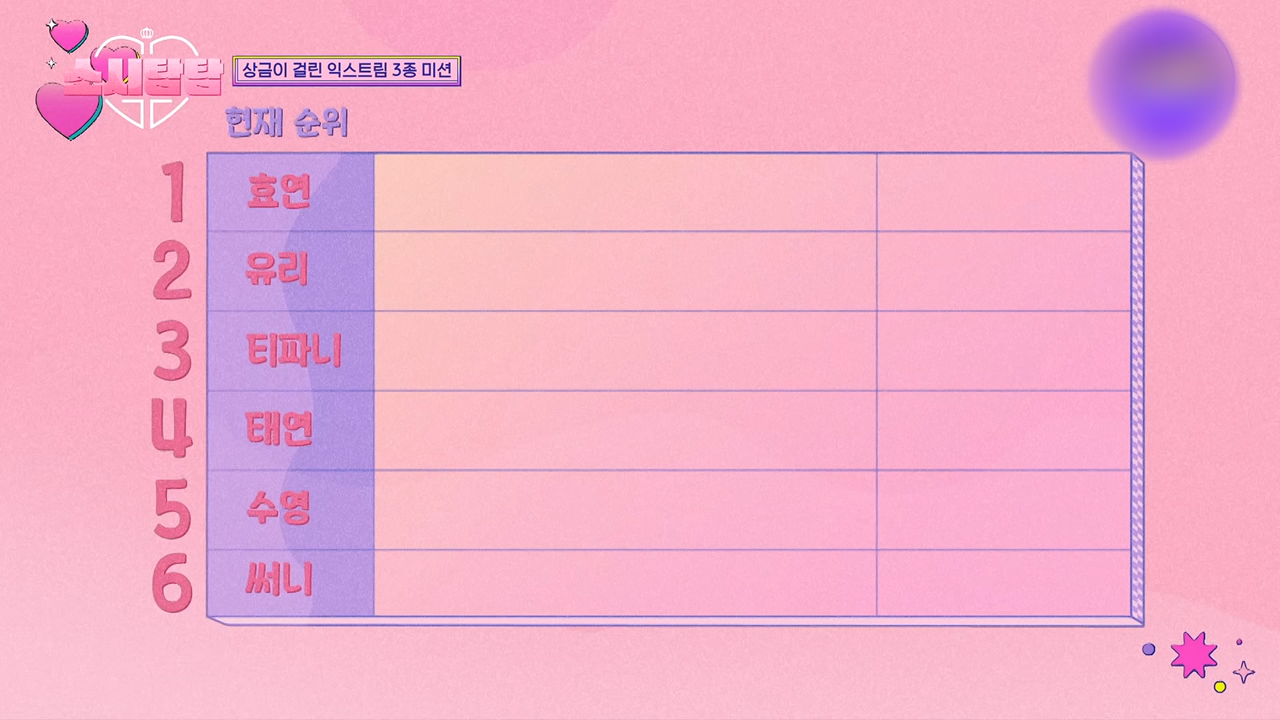 소시탐탐
상금이 걸린 익스트림 3종 미션
현재 순위
1 효연
2 유리
3 티파니
4 태연
5 수영
6 써니